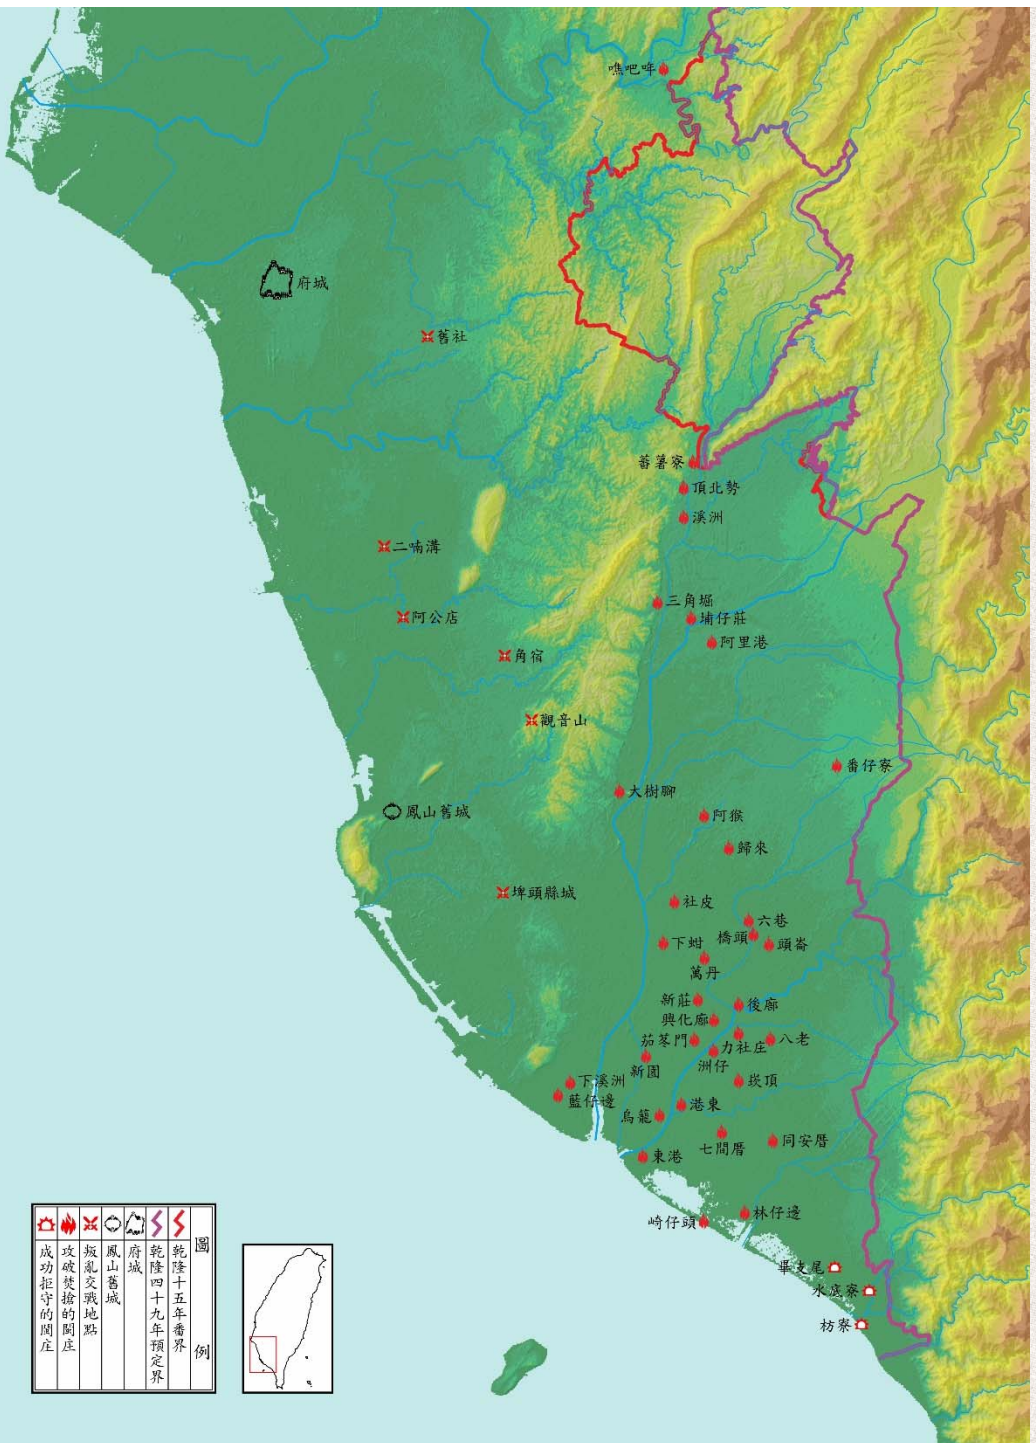 噍吧哖
府城
舊社
蕃薯寮
頂北勢
溪洲
二喃溝
三角堀
阿公店
埔仔莊
阿里港
角宿
觀音山
番仔寮
大樹腳
鳳山舊城
阿猴
歸來
埤頭縣城
社皮
六巷
橋頭
下蚶
頭崙
萬丹
新莊
後廍
興化廍
茄苳門
力社庄
八老
洲仔
新園
下溪洲
崁頂
藍仔邊
港東
烏龍
七間厝
同安厝
東港
林仔邊
崎仔頭
畢支尾
水底寮
枋寮
圖例
乾隆十五年番界
乾隆四十九年預定界
府城
鳳山舊城
叛亂交戰地點
攻破焚搶的閩庄
成功拒守的閩庄